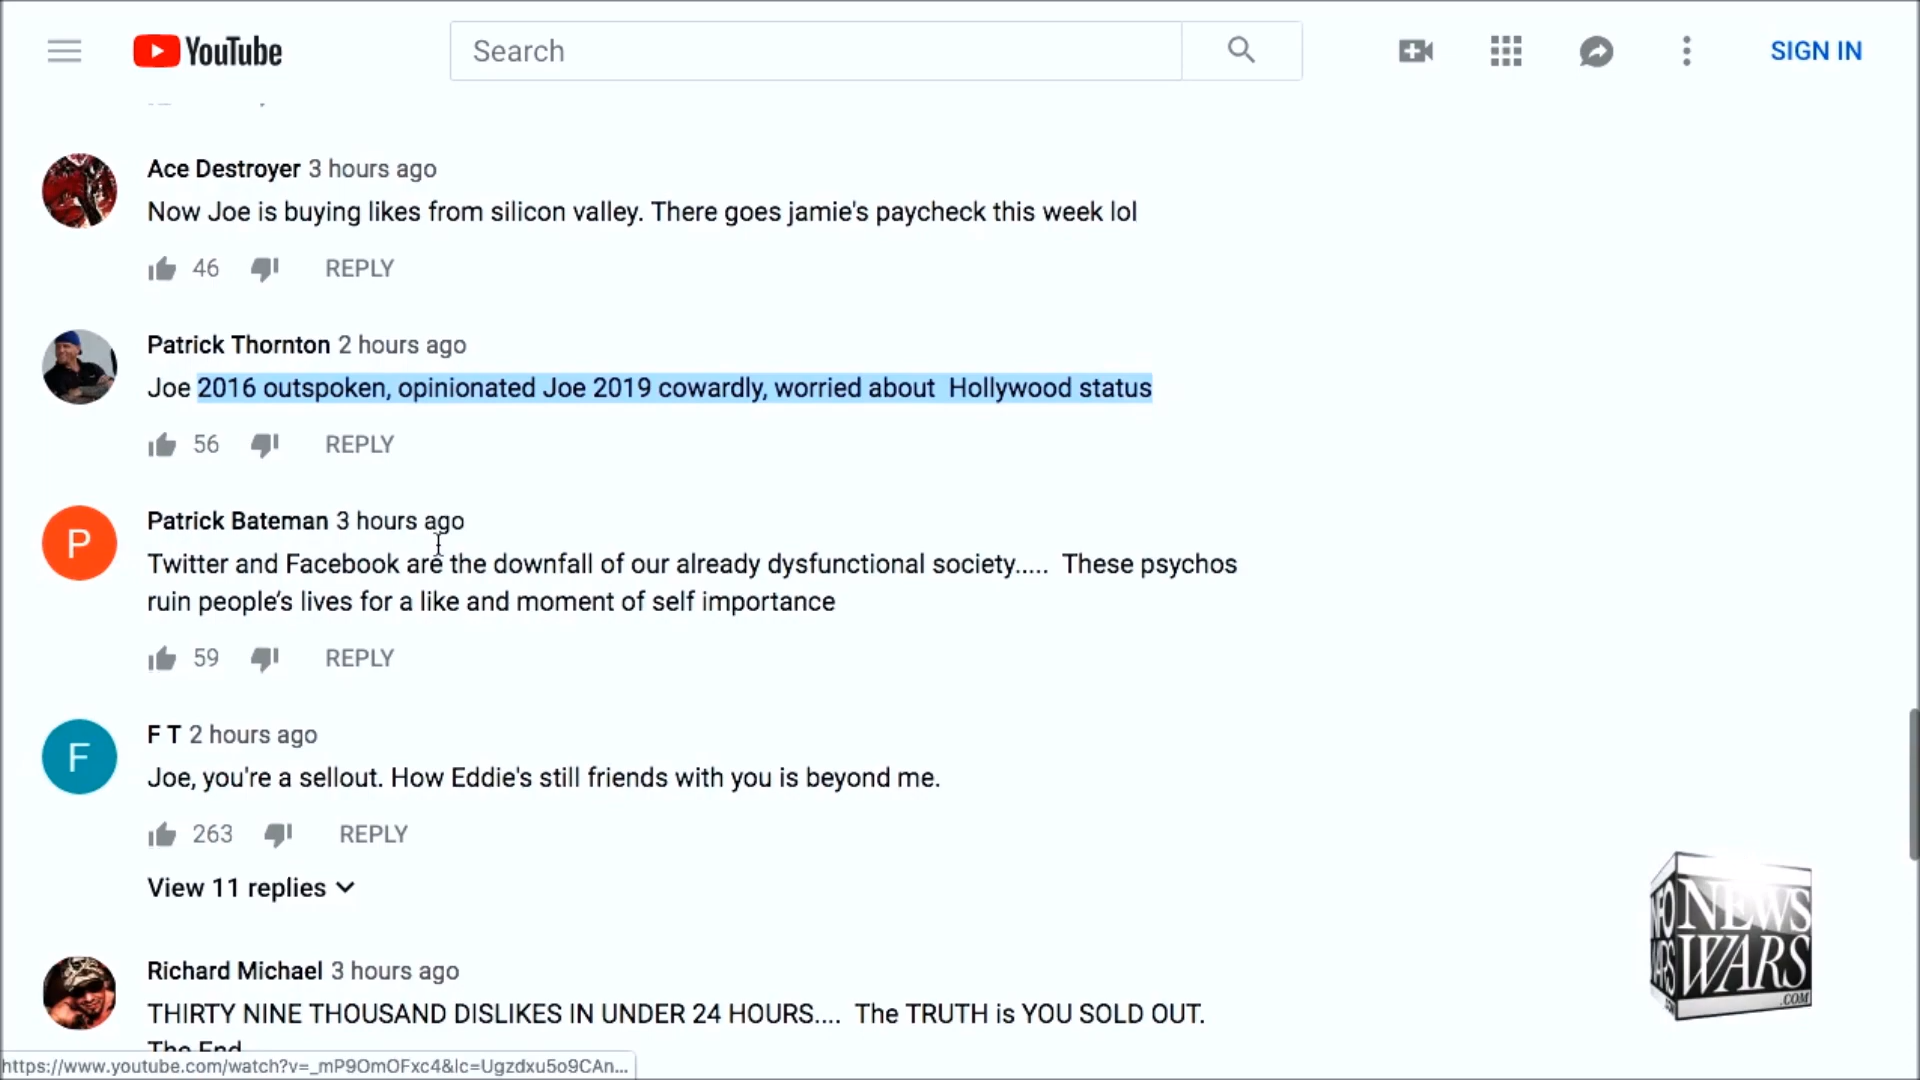 YouTube
Search
SIGN IN
Ace Destroyer 3 hours ago
Now Joe is buying likes from silicon valley. There goes jamie's paycheck this week lol
46 REPLY
Patrick Thornton 2 hours ago
Joe 2016 outspoken, opinionated Joe 2019 cowardly, worried about  Hollywood status
56 REPLY
P
Patrick Bateman 3 hours ago
Twitter and Facebook are the downfall of our already dysfunctional society.....  These psychos
ruin people's lives for a like and moment of self importance
59 REPLY
F
F T 2 hours ago
Joe, you're a sellout. How Eddie's still friends with you is beyond me.
263 REPLY
View 11 replies
Richard Michael 3 hours ago
THIRTY NINE THOUSAND DISLIKES IN UNDER 24 HOURS....  The TRUTH is YOU SOLD OUT.
The End
https://www.youtube.com/watch?v=_mP9OmOFxc4&lc=Ugzdxu5o9CAn...
NEWS
WARS
.COM